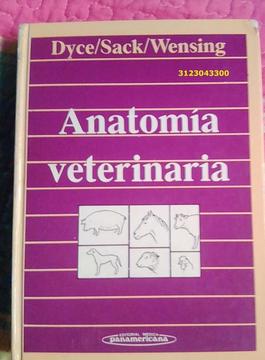 Dyce/Sack/Wensing
3123043300
Anatomía
veterinaria
EDITORIAL MEDICA
panamericana